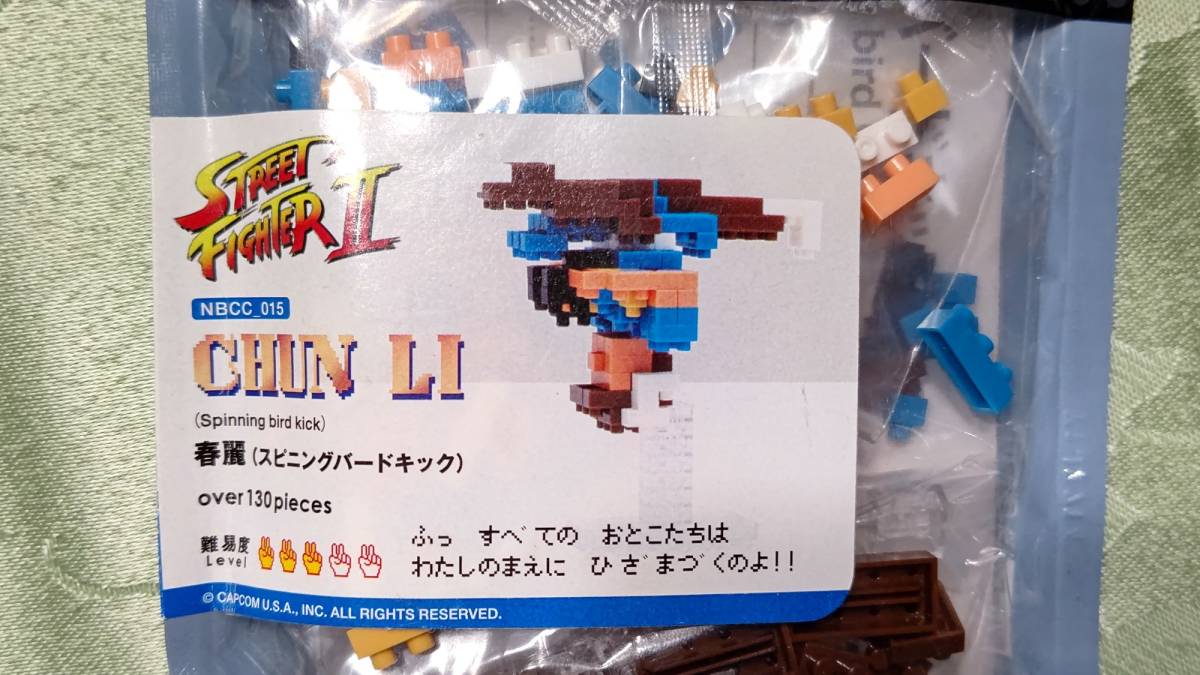 STREET
FIGHTER II
NBCC_015
CHUN LI
(Spinning bird kick)
春麗(スピニングバードキック)
over130pieces
難易度
Level
ふっ すべての おとこたちは
わたしのまえに ひざまづくのよ!!
© CAPCOM U.S.A., INC. ALL RIGHTS RESERVED.
bird